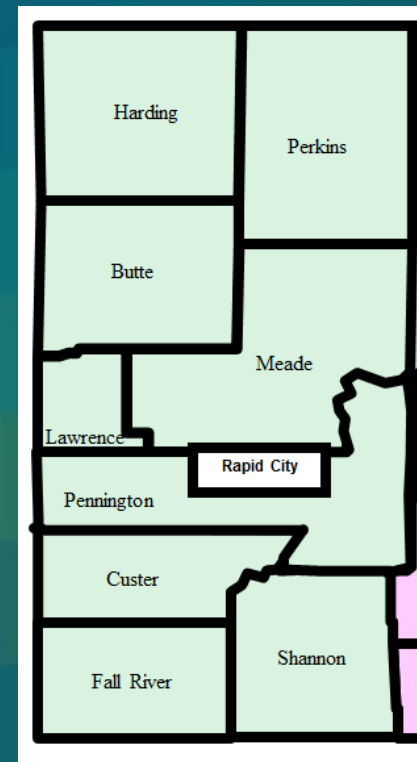 Harding
Perkins
Butte
Meade
Lawrence
Rapid City
Pennington
Custer
Shannon
Fall River